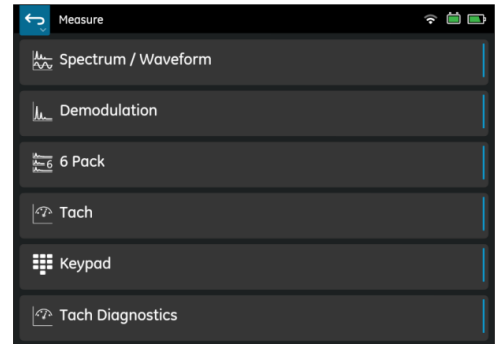 Measure
Spectrum / Waveform
Demodulation
6 Pack
Tach
Keypad
Tach Diagnostics